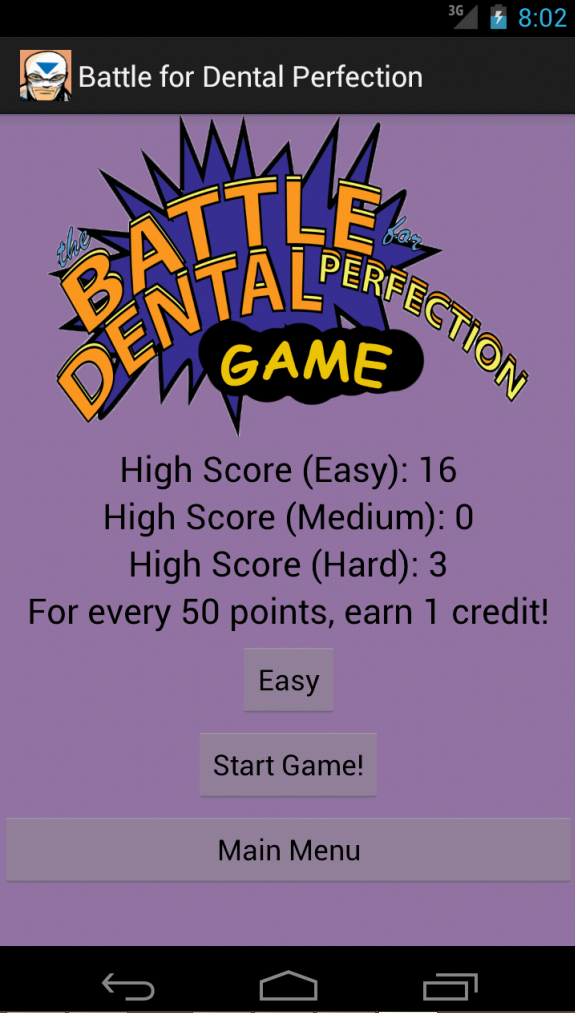 3G 8:02
Battle for Dental Perfection
the BATTLE for
DENTAL PERFECTION
GAME
High Score (Easy): 16
High Score (Medium): 0
High Score (Hard): 3
For every 50 points, earn 1 credit!
Easy
Start Game!
Main Menu